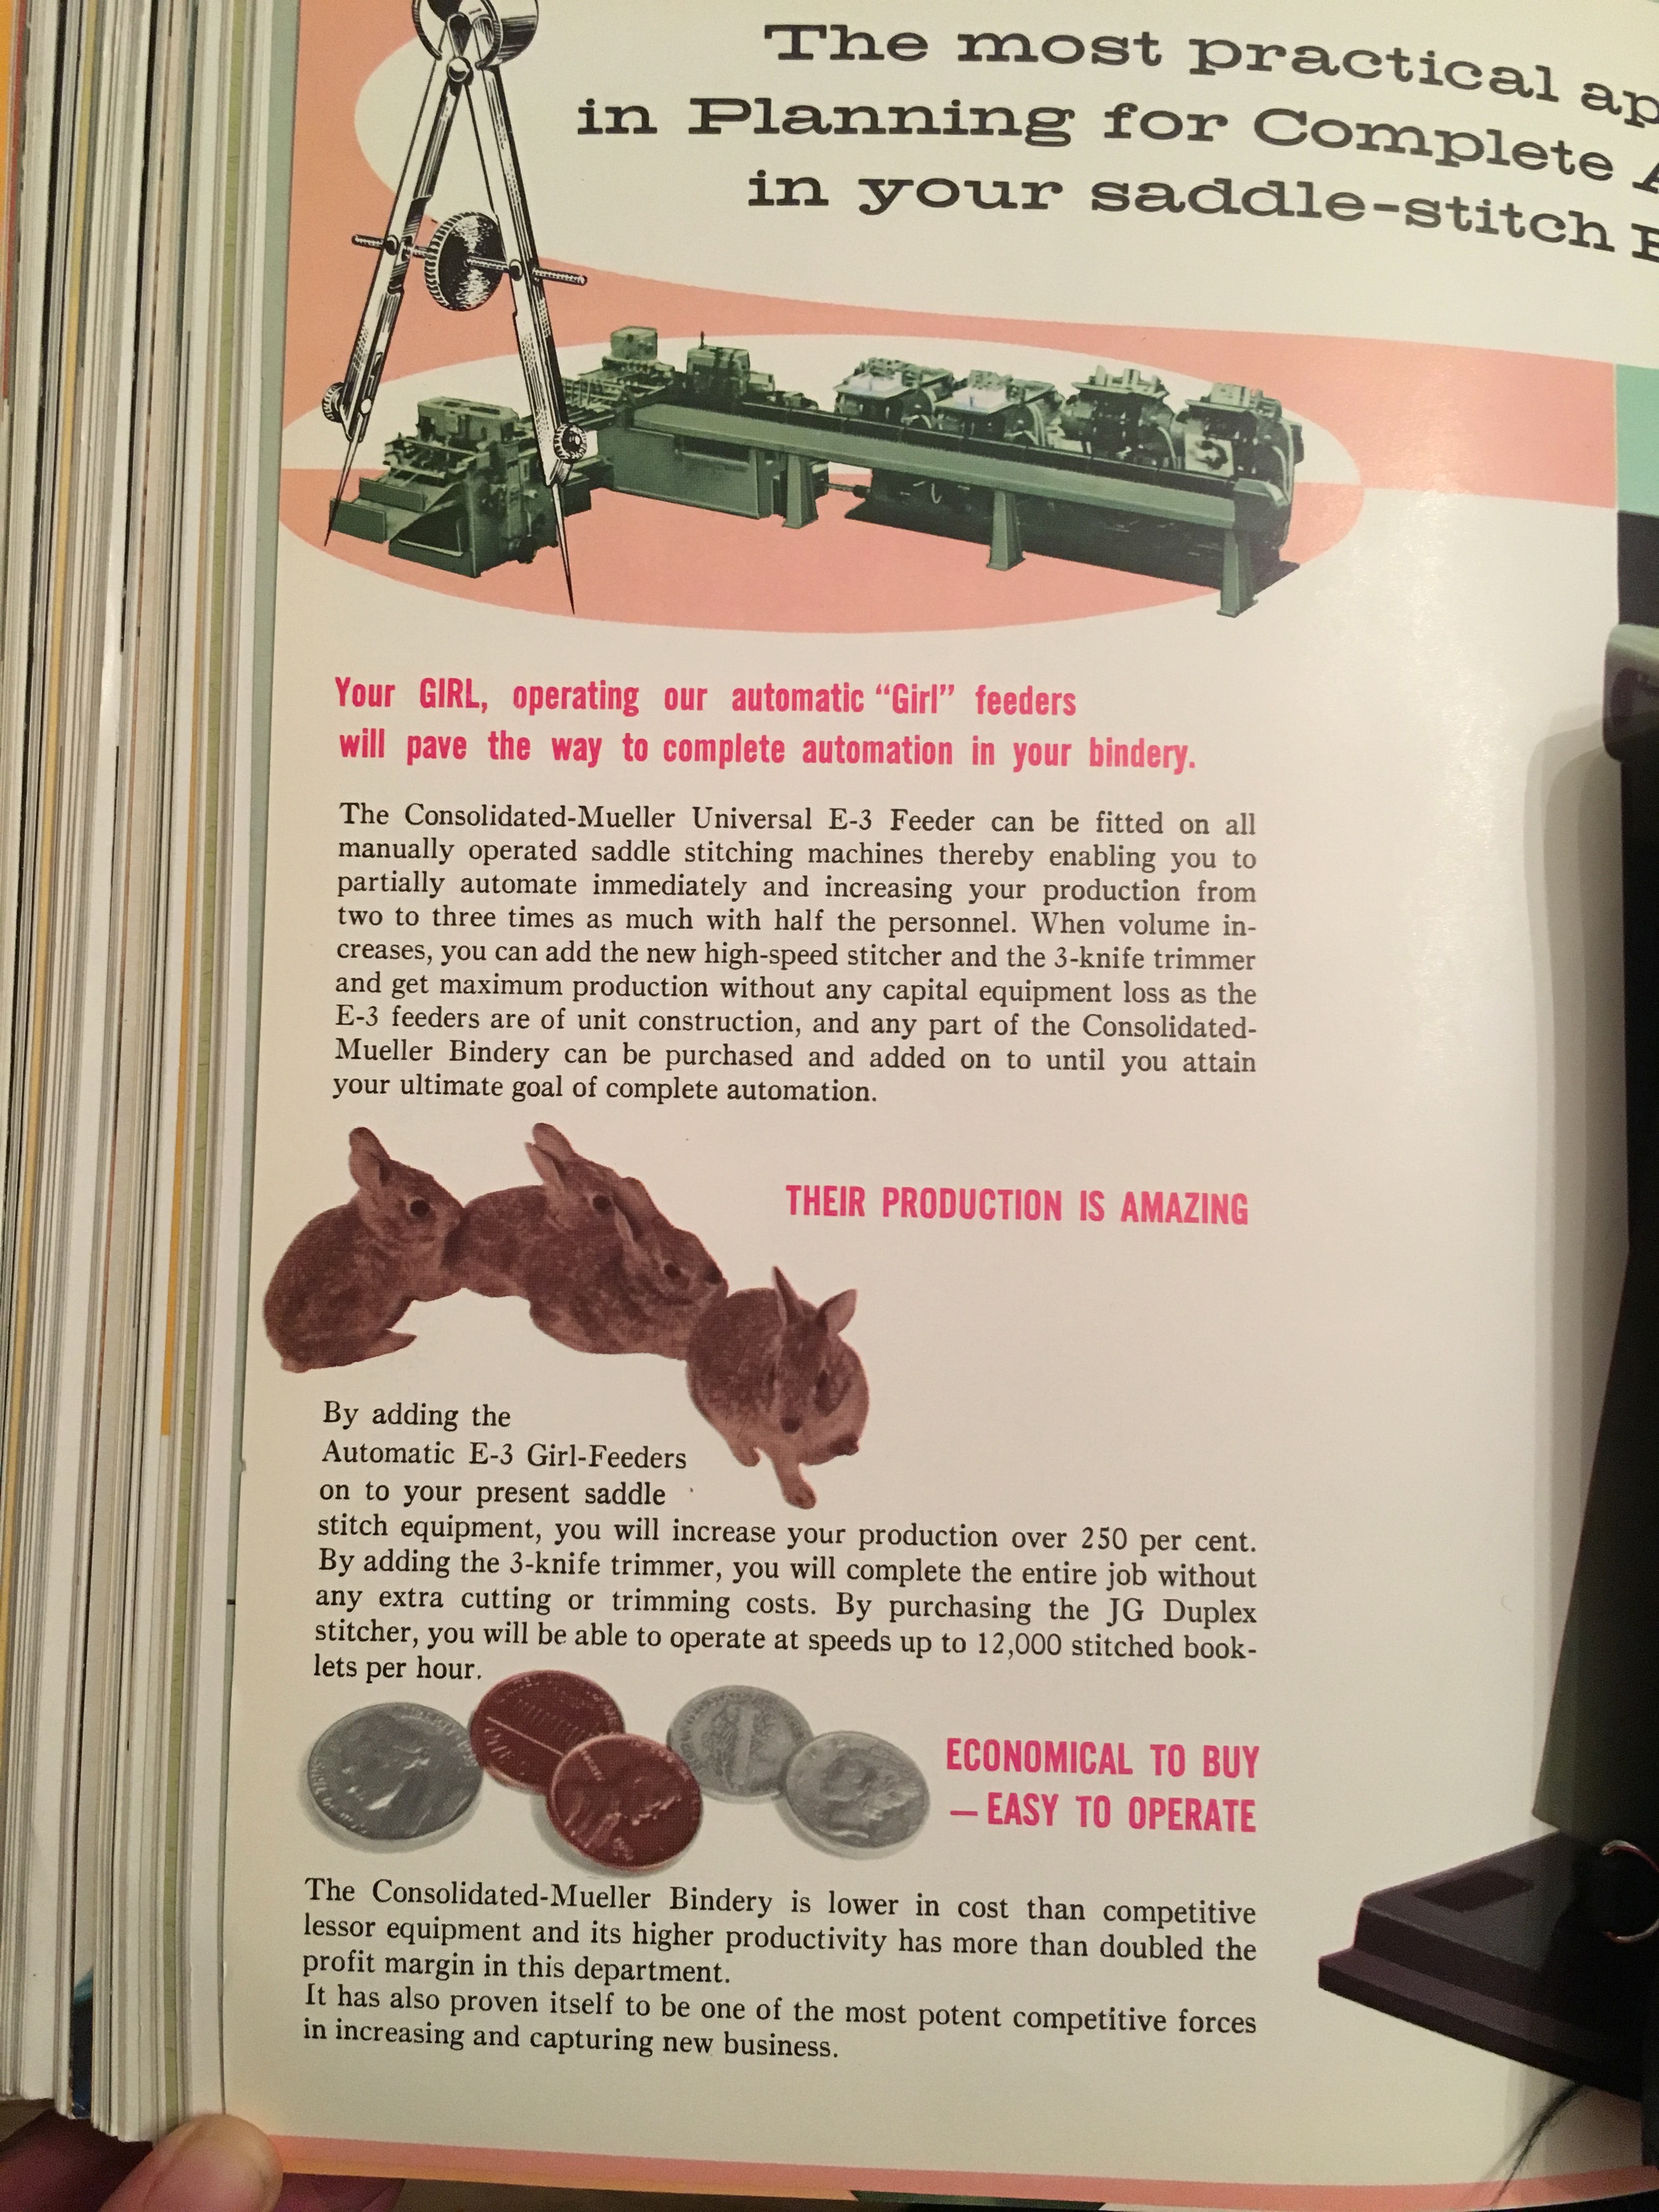 The most practical ap
in Planning for Complete A
in your saddle-stitch B
Your GIRL, operating our automatic “Girl” feeders
will pave the way to complete automation in your bindery.
The Consolidated-Mueller Universal E-3 Feeder can be fitted on all
manually operated saddle stitching machines thereby enabling you to
partially automate immediately and increasing your production from
two to three times as much with half the personnel. When volume in-
creases, you can add the new high-speed stitcher and the 3-knife trimmer
and get maximum production without any capital equipment loss as the
E-3 feeders are of unit construction, and any part of the Consolidated-
Mueller Bindery can be purchased and added on to until you attain
your ultimate goal of complete automation.
THEIR PRODUCTION IS AMAZING
By adding the
Automatic E-3 Girl-Feeders
on to your present saddle
stitch equipment, you will increase your production over 250 per cent.
By adding the 3-knife trimmer, you will complete the entire job without
any extra cutting or trimming costs. By purchasing the JG Duplex
stitcher, you will be able to operate at speeds up to 12,000 stitched book-
lets per hour.
ECONOMICAL TO BUY
— EASY TO OPERATE
The Consolidated-Mueller Bindery is lower in cost than competitive
lessor equipment and its higher productivity has more than doubled the
profit margin in this department.
It has also proven itself to be one of the most potent competitive forces
in increasing and capturing new business.